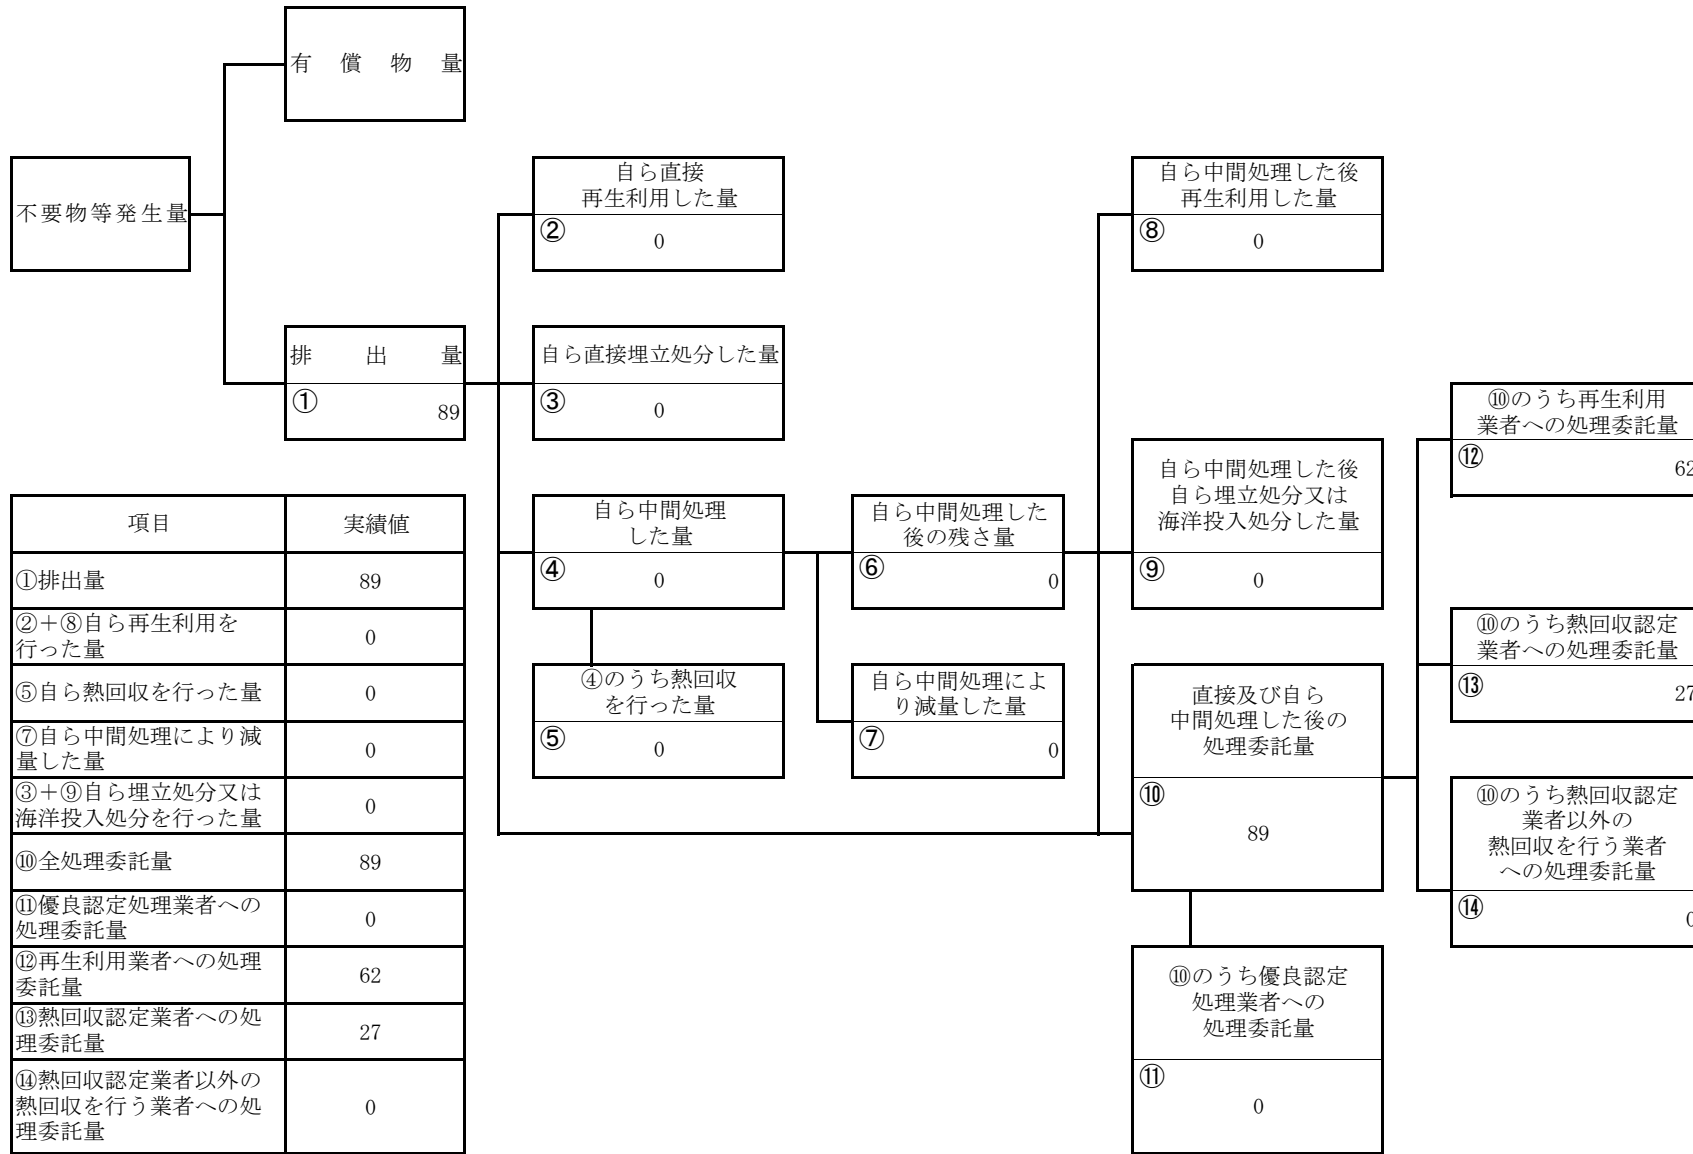 有償物量
不要物等発生量
排出量
①
89
自ら直接
再生利用した量
②
0
自ら直接埋立処分した量
③
0
自ら中間処理
した量
④
0
④のうち熱回収
を行った量
⑤
0
自ら中間処理した
後の残さ量
⑥
0
自ら中間処理によ
り減量した量
⑦
0
自ら中間処理した後
再生利用した量
⑧
0
自ら中間処理した後
自ら埋立処分又は
海洋投入処分した量
⑨
0
直接及び自ら
中間処理した後の
処理委託量
⑩
89
⑩のうち優良認定
処理業者への
処理委託量
⑪
0
⑩のうち再生利用
業者への処理委託量
⑫
62
⑩のうち熱回収認定
業者への処理委託量
⑬
27
⑩のうち熱回収認定
業者以外の
熱回収を行う業者
への処理委託量
⑭
0
項目 実績値
①排出量 89
②+⑧自ら再生利用を
行った量 0
⑤自ら熱回収を行った量 0
⑦自ら中間処理により減
量した量 0
③+⑨自ら埋立処分又は
海洋投入処分を行った量 0
⑩全処理委託量 89
⑪優良認定処理業者への
処理委託量 0
⑫再生利用業者への処理
委託量 62
⑬熱回収認定業者への処
理委託量 27
⑭熱回収認定業者以外の
熱回収を行う業者への処
理委託量 0